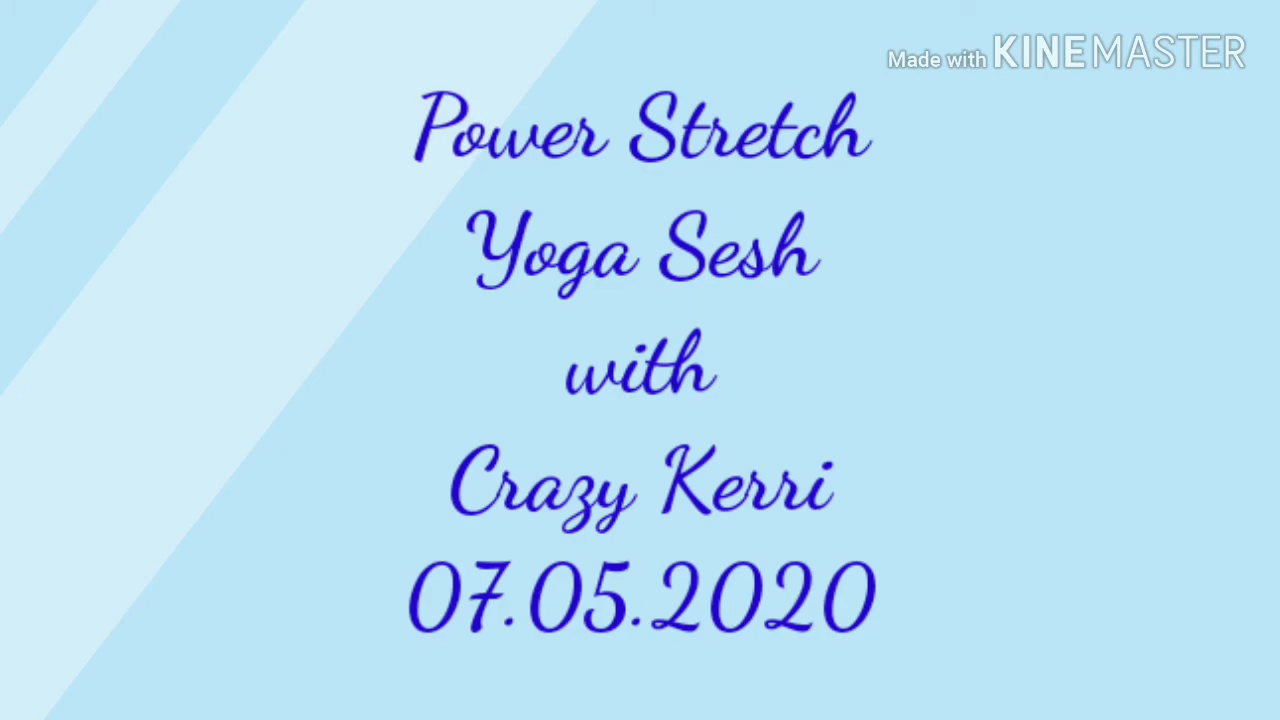 Made with KINEMASTER
Power Stretch
Yoga Sesh
with
Crazy Kerri
07.05.2020